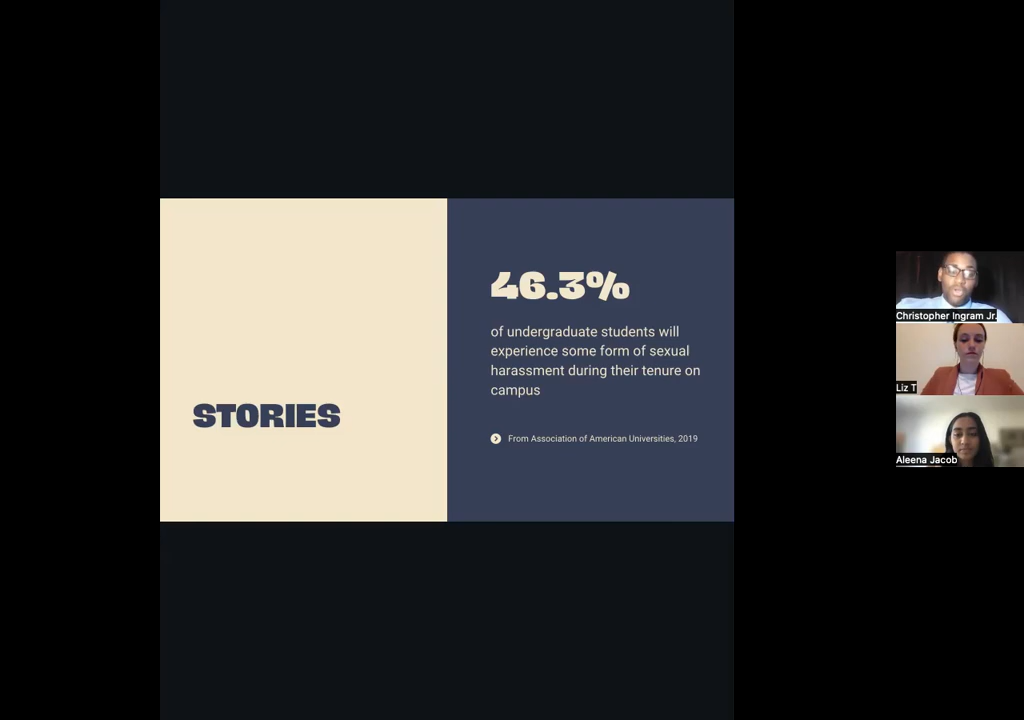 STORIES
46.3%
of undergraduate students will
experience some form of sexual
harassment during their tenure on
campus
From Association of American Universities, 2019
Christopher Ingram Jr.
Liz T
Aleena Jacob